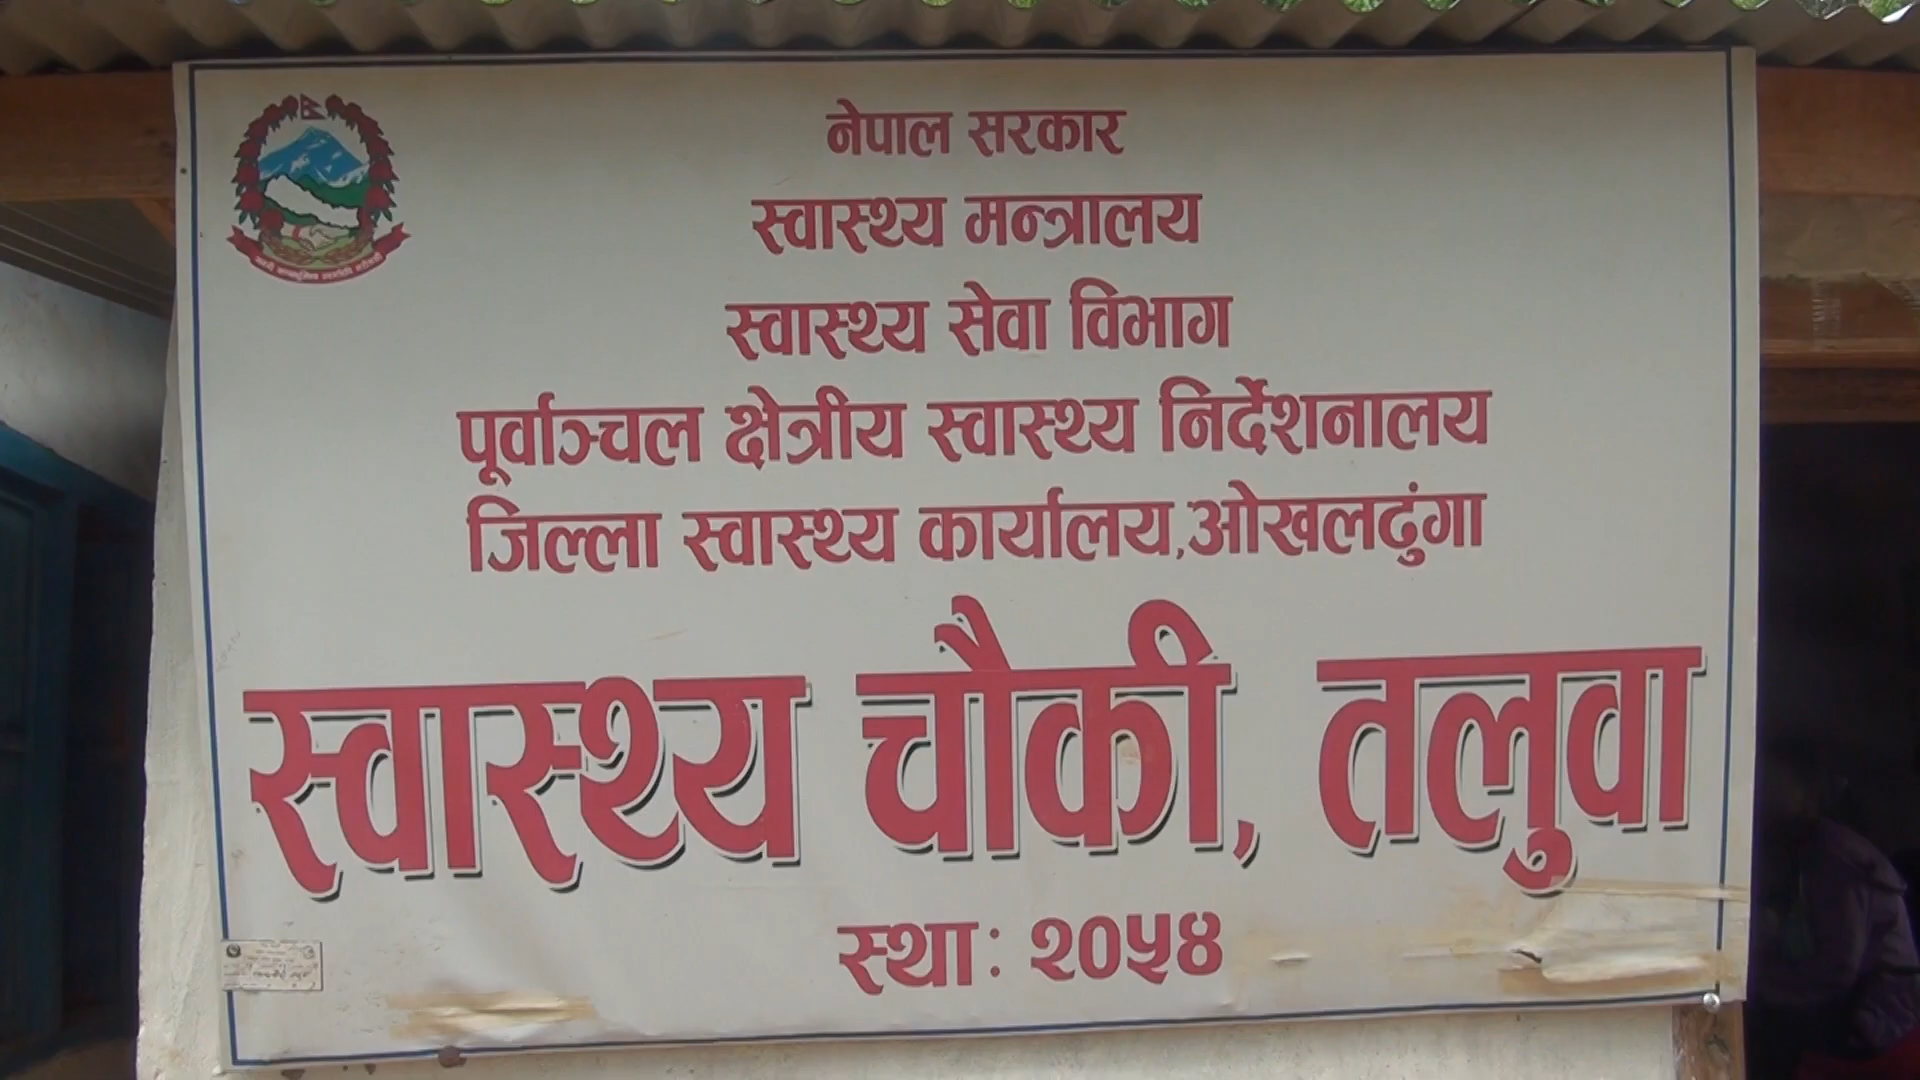 नेपाल सरकार
स्वास्थ्य मन्त्रालय
स्वास्थ्य सेवा विभाग
पूर्वाञ्चल क्षेत्रीय स्वास्थ्य निर्देशनालय
जिल्ला स्वास्थ्य कार्यालय,ओखलढुंगा
स्वास्थ्य चौकी, तलुवा
स्था: २०५४